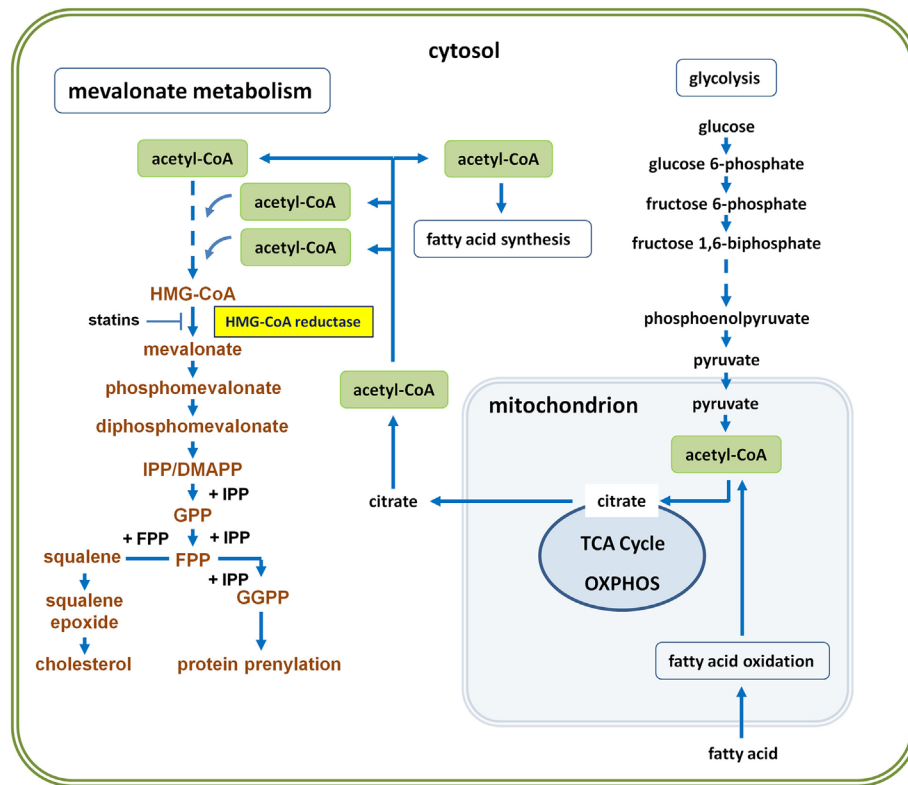 cytosol
mevalonate metabolism
acetyl-CoA
acetyl-CoA
acetyl-CoA
HMG-CoA
statins
HMG-CoA reductase
mevalonate
phosphomevalonate
diphosphomevalonate
IPP/DMAPP
+ IPP
GPP
+ FPP
+ IPP
squalene
FPP
+ IPP
GGPP
squalene
epoxide
cholesterol
protein prenylation
acetyl-CoA
fatty acid synthesis
acetyl-CoA
citrate
glycolysis
glucose
glucose 6-phosphate
fructose 6-phosphate
fructose 1,6-biphosphate
phosphoenolpyruvate
pyruvate
mitochondrion
pyruvate
acetyl-CoA
citrate
TCA Cycle
OXPHOS
fatty acid oxidation
fatty acid